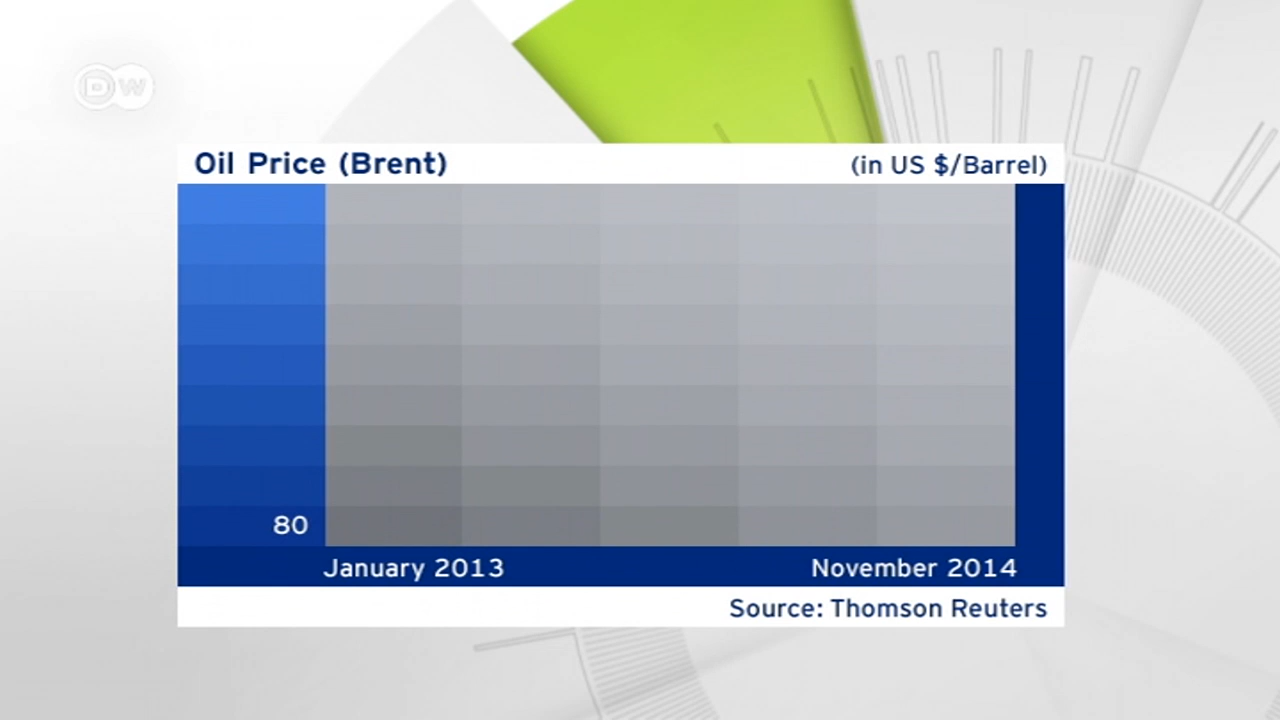 DW
Oil Price (Brent)
(in US $/Barrel)
80
January 2013
November 2014
Source: Thomson Reuters